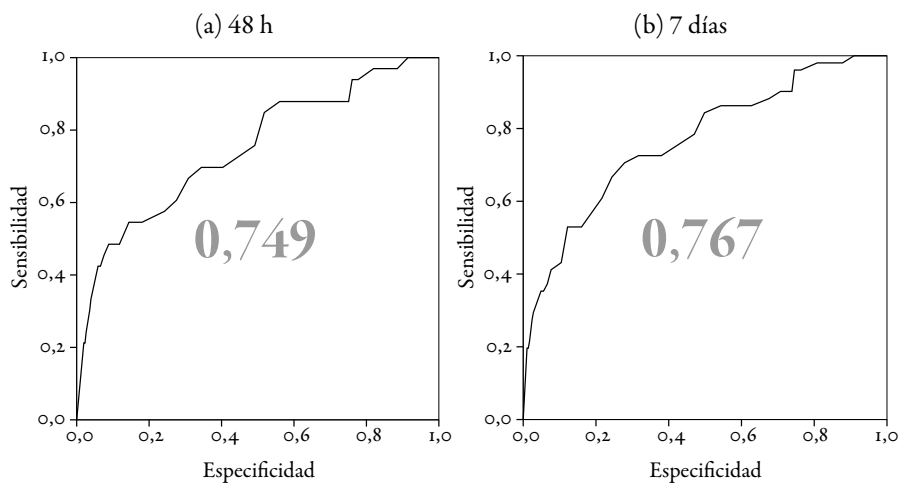 (a) 48 h
Sensibilidad
1,0
0,8
0,6
0,4
0,2
0,0
0,749
0,0 0,2 0,4 0,6 0,8 1,0
Especificidad
(b) 7 días
Sensibilidad
1,0
0,8
0,6
0,4
0,2
0,0
0,767
0,0 0,2 0,4 0,6 0,8 1,0
Especificidad